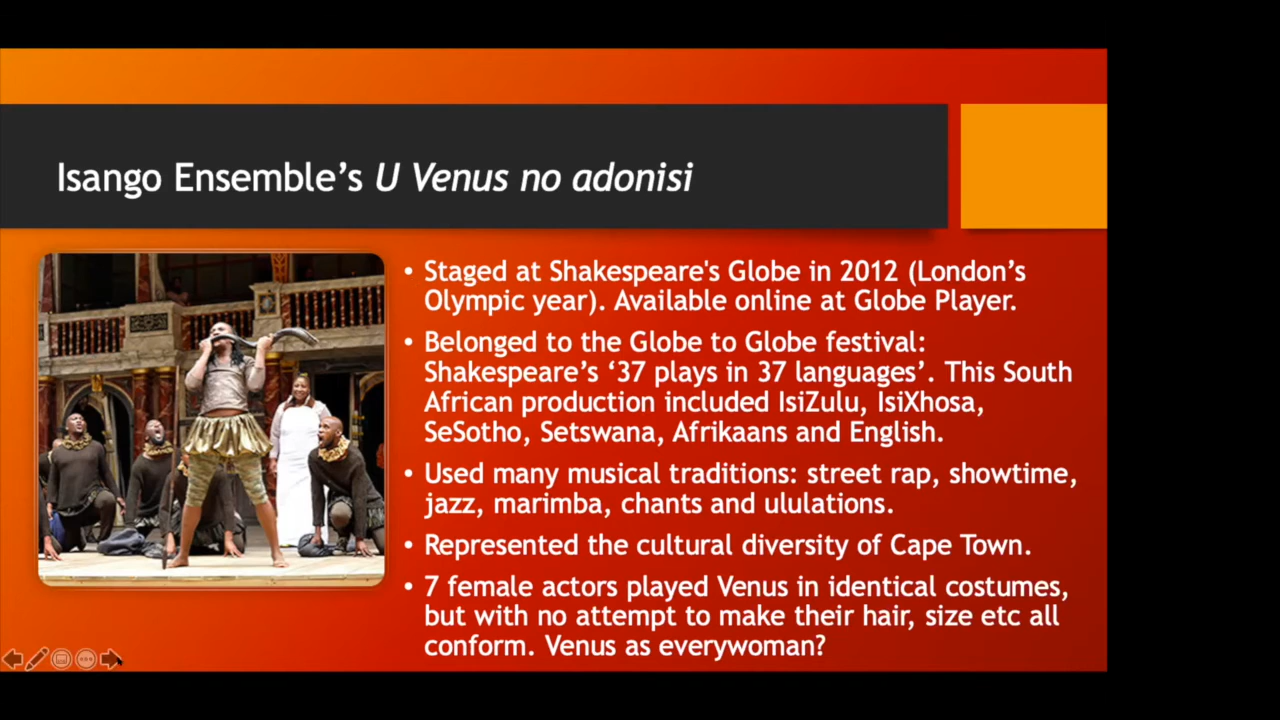 Isango Ensemble’s U Venus no adonisi
• Staged at Shakespeare's Globe in 2012 (London’s
Olympic year). Available online at Globe Player.
• Belonged to the Globe to Globe festival:
Shakespeare’s ‘37 plays in 37 languages’. This South
African production included IsiZulu, IsiXhosa,
SeSotho, Setswana, Afrikaans and English.
• Used many musical traditions: street rap, showtime,
jazz, marimba, chants and ululations.
• Represented the cultural diversity of Cape Town.
• 7 female actors played Venus in identical costumes,
but with no attempt to make their hair, size etc all
conform. Venus as everywoman?